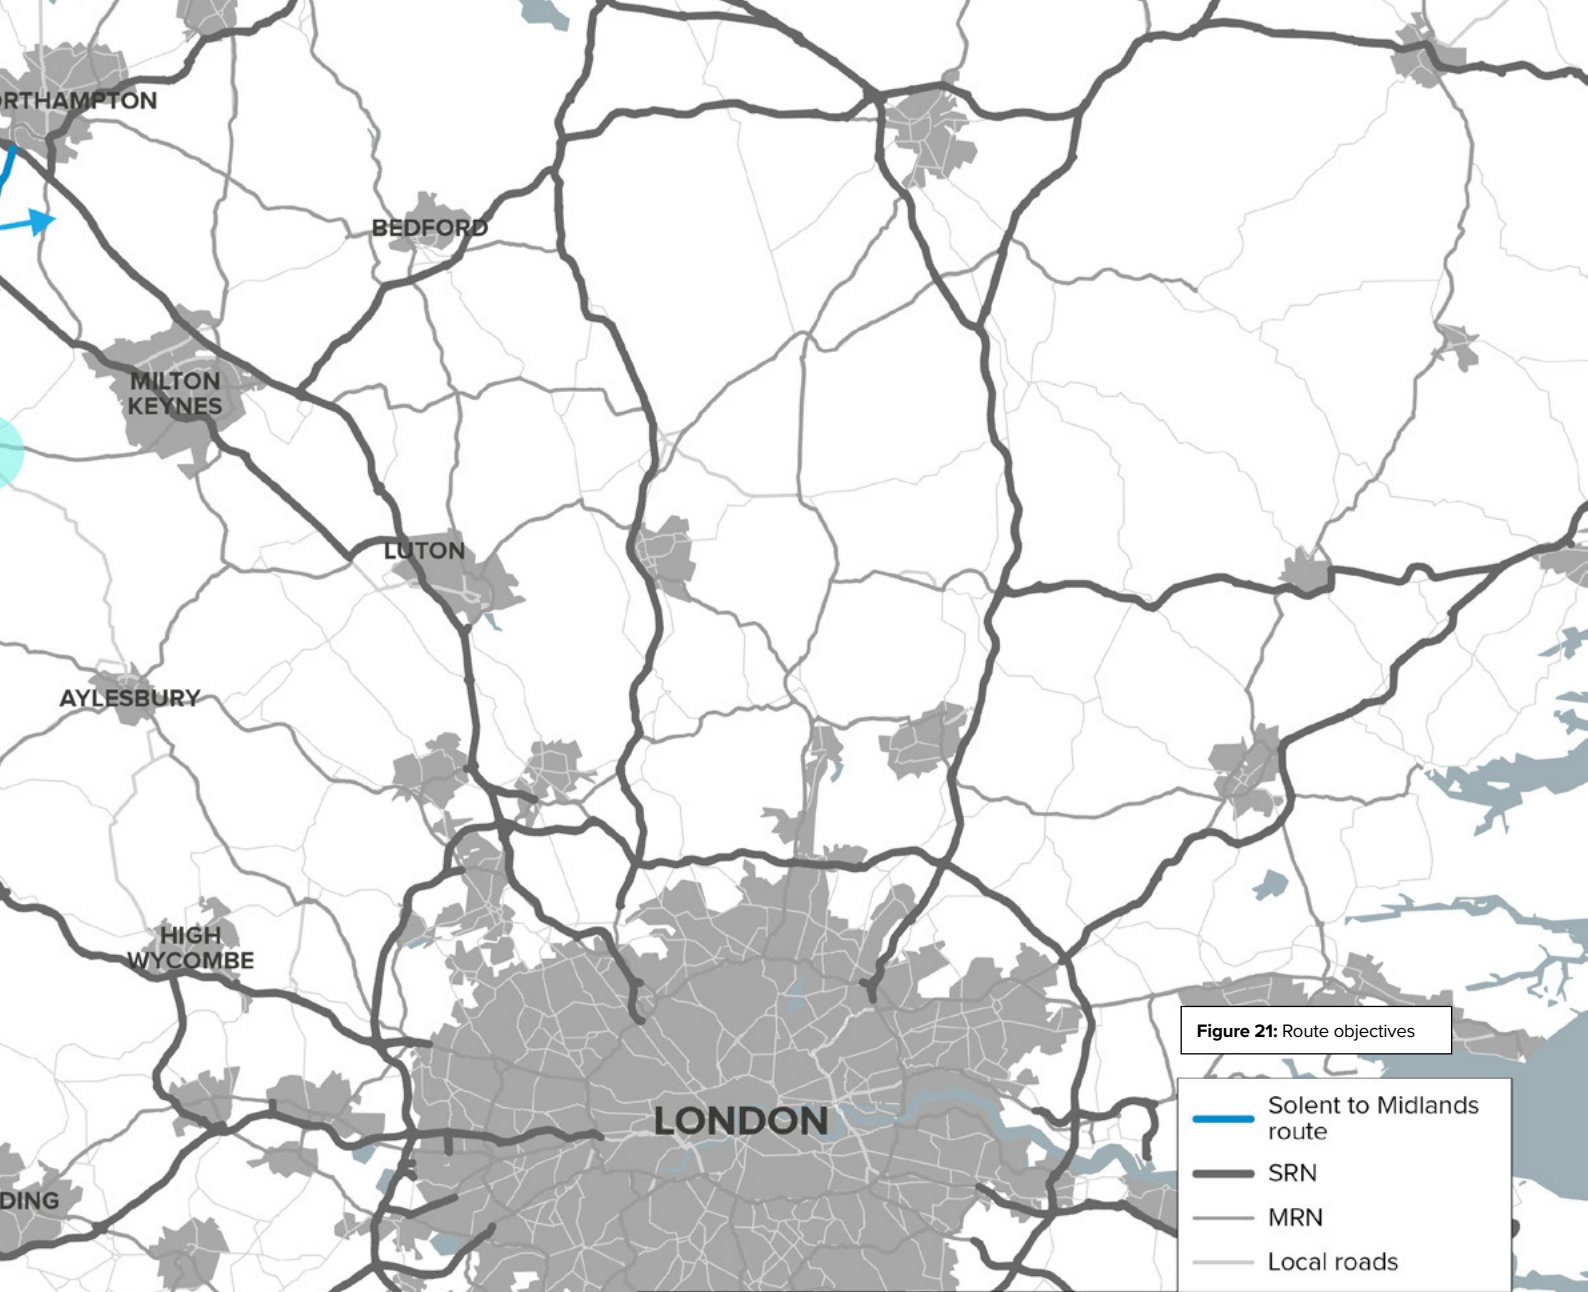 ORTHAMPTON
BEDFORD
MILTON
KEYNES
LUTON
AYLESBURY
HIGH
WYCOMBE
LONDON
DING
Figure 21: Route objectives
Solent to Midlands
route
SRN
MRN
Local roads